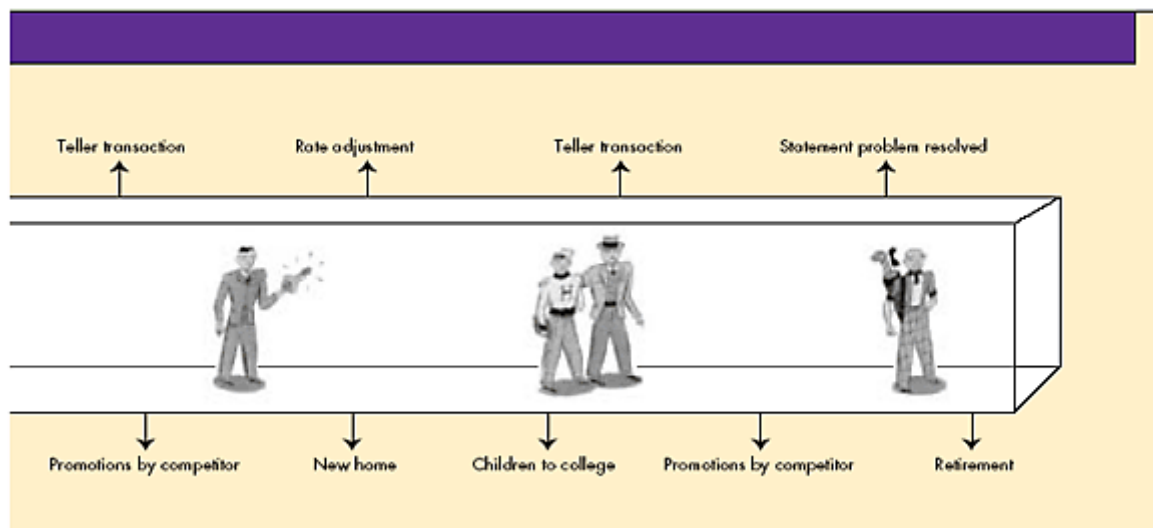 Teller transaction
Rate adjustment
Teller transaction
Statement problem resolved
H
Promotions by competitor
New home
Children to college
Promotions by competitor
Retirement